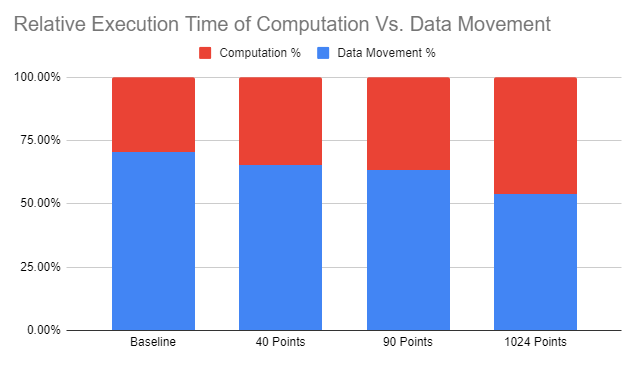 Relative Execution Time of Computation Vs. Data Movement
Computation % Data Movement %
100.00%
75.00%
50.00%
25.00%
0.00%
Baseline 40 Points 90 Points 1024 Points